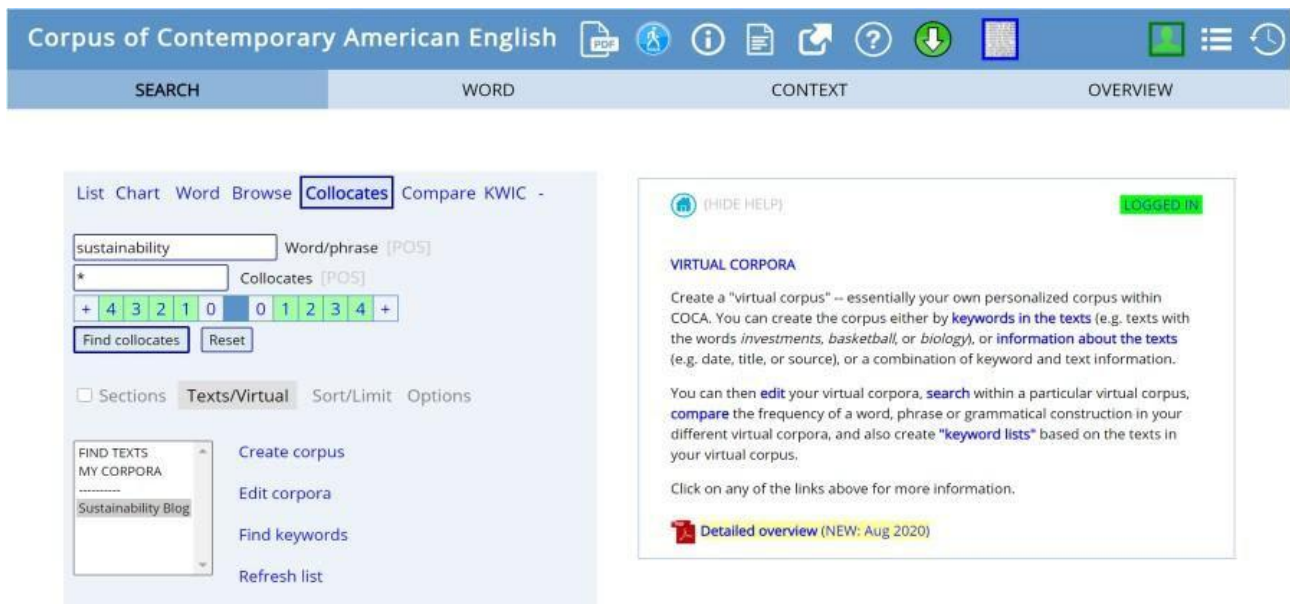 Corpus of Contemporary American English
PDF
SEARCH WORD CONTEXT OVERVIEW
List Chart Word Browse Collocates Compare KWIC -
sustainability Word/phrase [POS]
* Collocates [POS]
+ 4 3 2 1 0 0 1 2 3 4 +
Find collocates Reset
Sections Texts/Virtual Sort/Limit Options
FIND TEXTS
MY CORPORA
----------
Sustainability Blog
Create corpus
Edit corpora
Find keywords
Refresh list
(HIDE HELP) LOGGED IN
VIRTUAL CORPORA
Create a "virtual corpus" -- essentially your own personalized corpus within
COCA. You can create the corpus either by keywords in the texts (e.g. texts with
the words investments, basketball, or biology), or information about the texts
(e.g. date, title, or source), or a combination of keyword and text information.
You can then edit your virtual corpora, search within a particular virtual corpus,
compare the frequency of a word, phrase or grammatical construction in your
different virtual corpora, and also create "keyword lists" based on the texts in
your virtual corpus.
Click on any of the links above for more information.
Detailed overview (NEW: Aug 2020)